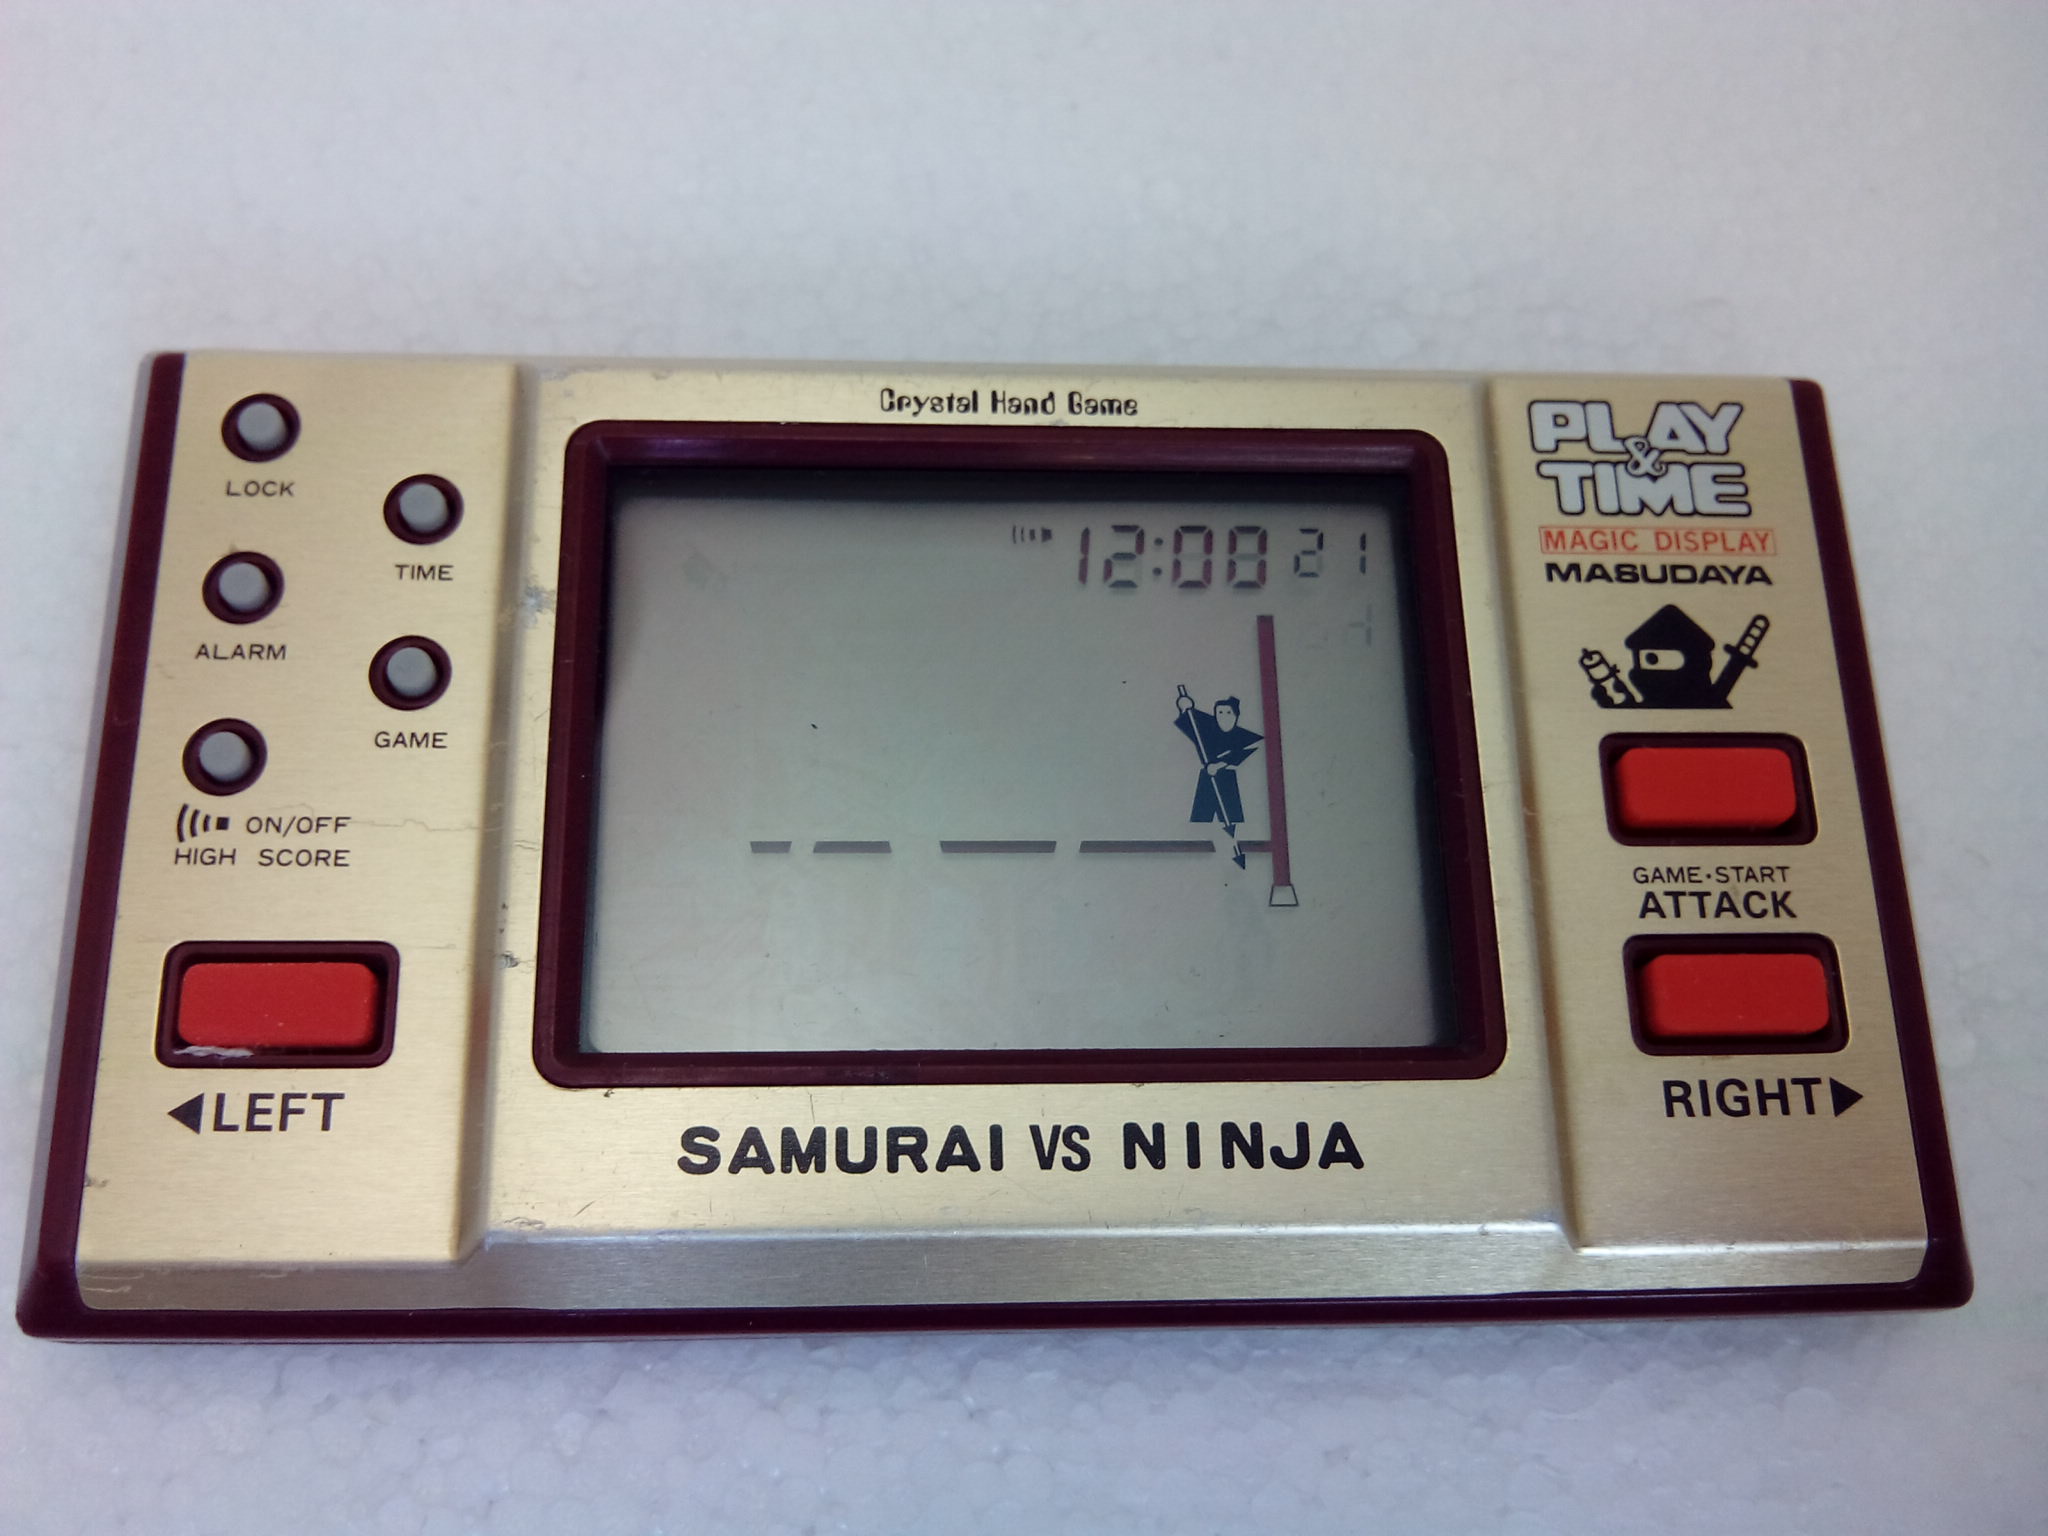 Crystal Hand Game
LOCK
TIME
ALARM
GAME
ON/OFF
HIGH SCORE
◀LEFT
12:00 21
PLAY
&
TIME
MAGIC DISPLAY
MASUDAYA
GAME·START
ATTACK
RIGHT▶
SAMURAI VS NINJA